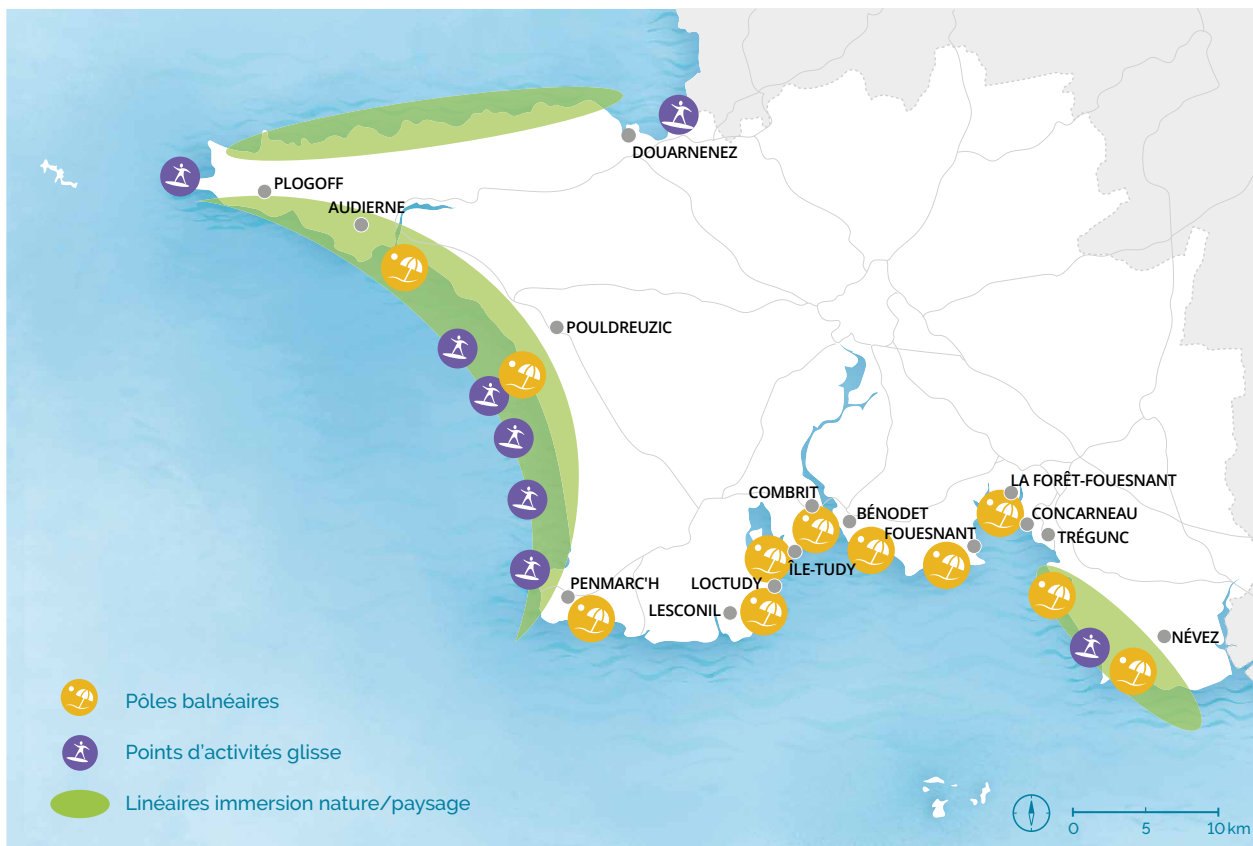 DOUARNENEZ
PLOGOFF
AUDIERNE
POULDREUZIC
LA FORÊT-FOUESNANT
COMBRIT
BÉNODET
CONCARNEAU
FOUESNANT
TRÉGUNC
ÎLE-TUDY
PENMARC'H
LOCTUDY
LESCONIL
NÉVEZ
Pôles balnéaires
Points d'activités glisse
Linéaires immersion nature/paysage
0 5 10 km